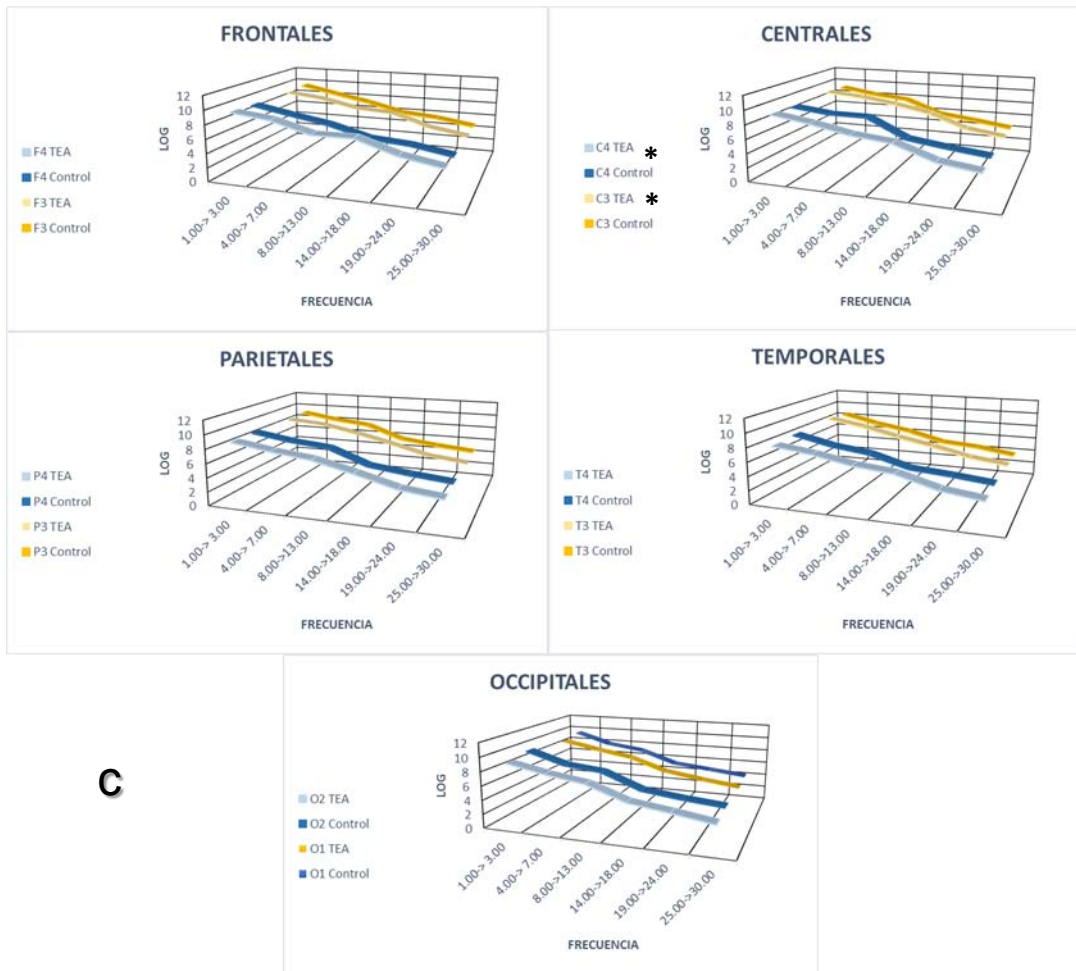 FRONTALES
12
10
8
6
4
2
0
LOG
F4 TEA
F4 Control
F3 TEA
F3 Control
1.00-> 3.00
4.00-> 7.00
8.00->13.00
14.00->18.00
19.00->24.00
25.00->30.00
FRECUENCIA
CENTRALES
12
10
8
6
4
2
0
LOG
C4 TEA *
C4 Control
C3 TEA *
C3 Control
1.00-> 3.00
4.00-> 7.00
8.00->13.00
14.00->18.00
19.00->24.00
25.00->30.00
FRECUENCIA
PARIETALES
12
10
8
6
4
2
0
LOG
P4 TEA
P4 Control
P3 TEA
P3 Control
1.00-> 3.00
4.00-> 7.00
8.00->13.00
14.00->18.00
19.00->24.00
25.00->30.00
FRECUENCIA
TEMPORALES
12
10
8
6
4
2
0
LOG
T4 TEA
T4 Control
T3 TEA
T3 Control
1.00-> 3.00
4.00-> 7.00
8.00->13.00
14.00->18.00
19.00->24.00
25.00->30.00
FRECUENCIA
C
OCCIPITALES
12
10
8
6
4
2
0
LOG
O2 TEA
O2 Control
O1 TEA
O1 Control
1.00-> 3.00
4.00-> 7.00
8.00->13.00
14.00->18.00
19.00->24.00
25.00->30.00
FRECUENCIA